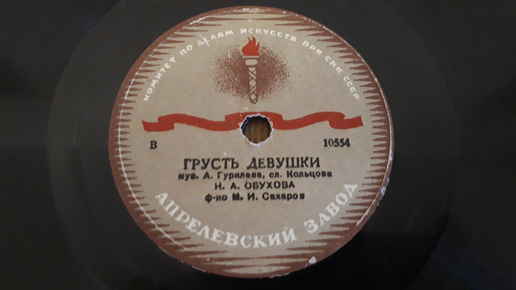 КОМИТЕТ ПО ДЕЛАМ ИСКУССТВ ПРИ СНК СССР
В 10554
ГРУСТЬ ДЕВУШКИ
муз. А. Гурилева, сл. Кольцова
Н. А. ОБУХОВА
ф-но М. И. Сахаров
АПРЕЛЕВСКИЙ ЗАВОД